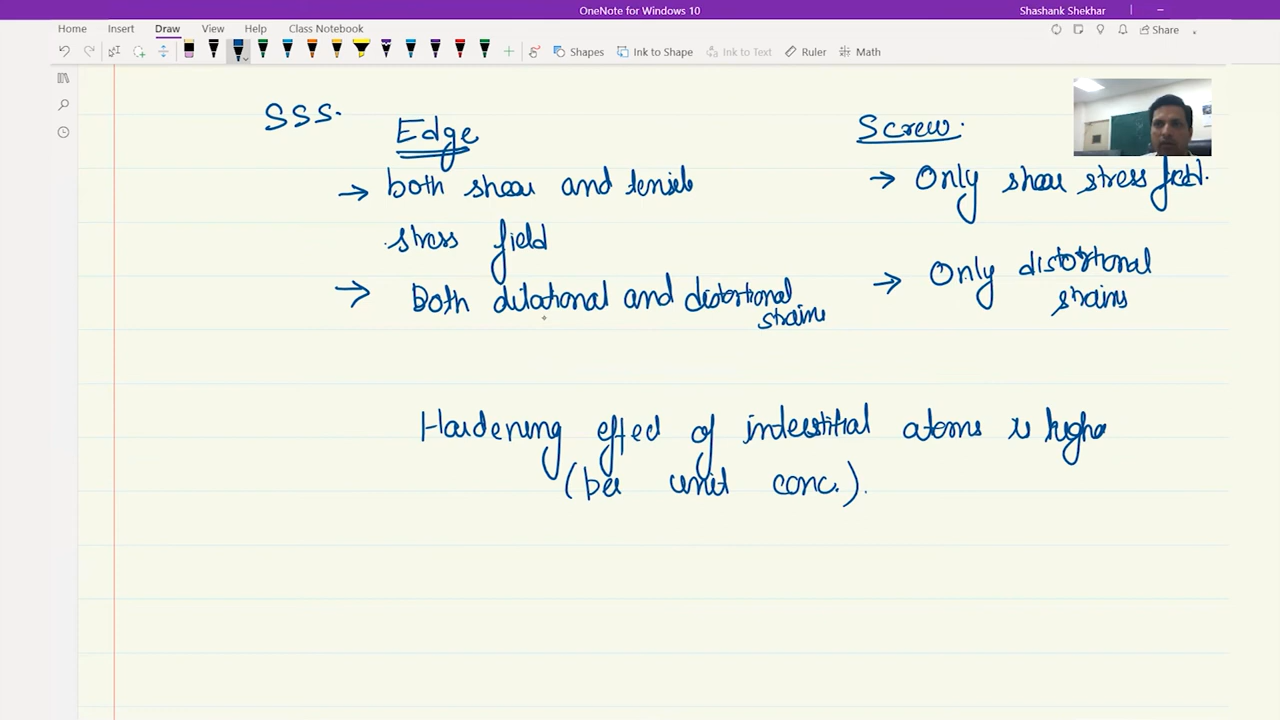 OneNote for Windows 10
Shashank Shekhar
Home Insert Draw View Help Class Notebook
Shapes Ink to Shape Ink to Text Ruler Math Share
SSS.
Edge
Screw.
→ both shear and tensile
stress field
→ Only shear stress field.
→ Both dilational and distortional
strains
→ Only distortional
strains
Hardening effect of interstitial atoms is higher
(per unit conc.).